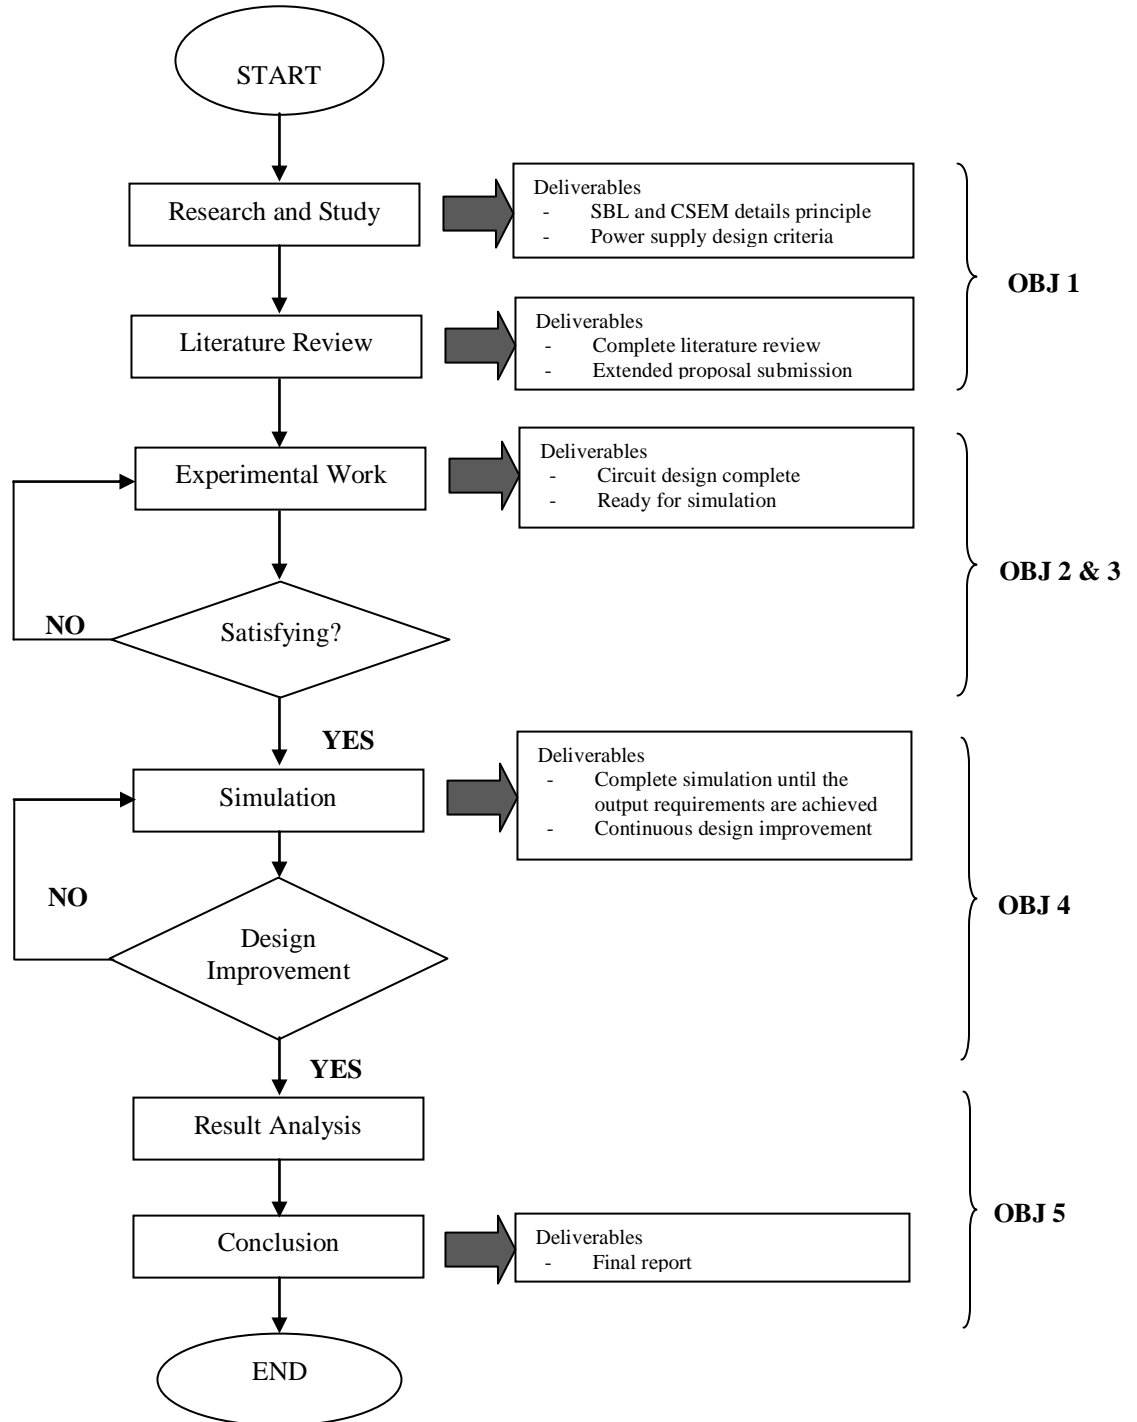 START
Research and Study
Deliverables
- SBL and CSEM details principle
- Power supply design criteria
OBJ 1
Literature Review
Deliverables
- Complete literature review
- Extended proposal submission
Experimental Work
Deliverables
- Circuit design complete
- Ready for simulation
OBJ 2 & 3
NO
Satisfying?
YES
Simulation
Deliverables
- Complete simulation until the
output requirements are achieved
- Continuous design improvement
NO
OBJ 4
Design
Improvement
YES
Result Analysis
OBJ 5
Conclusion
Deliverables
- Final report
END